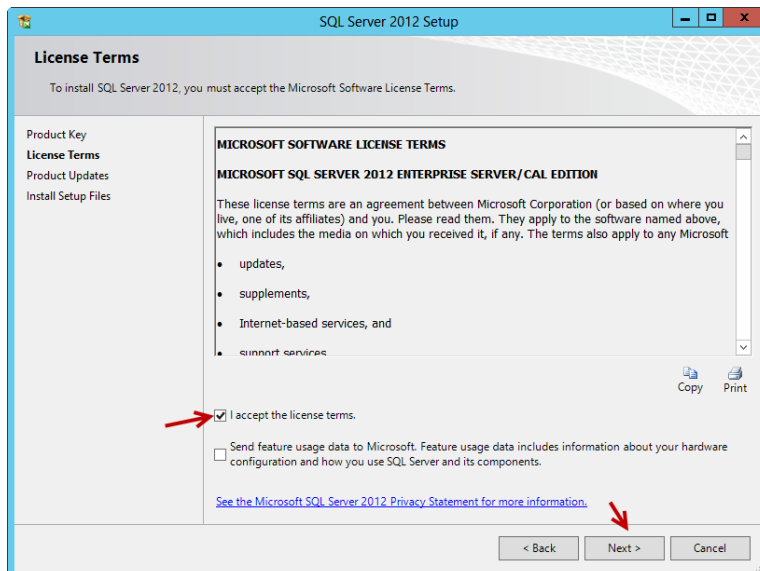 SQL Server 2012 Setup
License Terms
To install SQL Server 2012, you must accept the Microsoft Software License Terms.
Product Key
License Terms
Product Updates
Install Setup Files
MICROSOFT SOFTWARE LICENSE TERMS
MICROSOFT SQL SERVER 2012 ENTERPRISE SERVER/CAL EDITION
These license terms are an agreement between Microsoft Corporation (or based on where you
live, one of its affiliates) and you. Please read them. They apply to the software named above,
which includes the media on which you received it, if any. The terms also apply to any Microsoft
• updates,
• supplements,
• Internet-based services, and
• support services
Copy Print
I accept the license terms.
Send feature usage data to Microsoft. Feature usage data includes information about your hardware
configuration and how you use SQL Server and its components.
See the Microsoft SQL Server 2012 Privacy Statement for more information.
< Back Next > Cancel